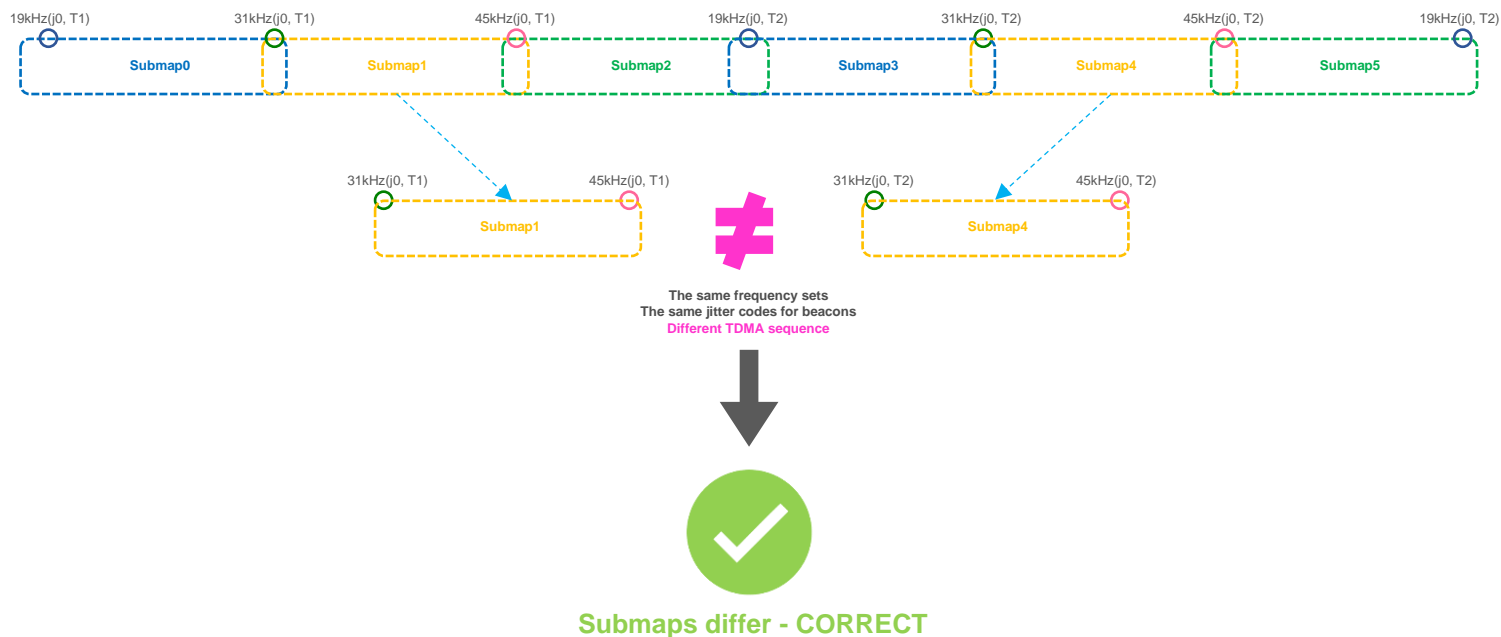 19kHz(j0, T1) 31kHz(j0, T1) 45kHz(j0, T1) 19kHz(j0, T2) 31kHz(j0, T2) 45kHz(j0, T2) 19kHz(j0, T2)
Submap0 Submap1 Submap2 Submap3 Submap4 Submap5
31kHz(j0, T1) 45kHz(j0, T1) 31kHz(j0, T2) 45kHz(j0, T2)
Submap1 ≠ Submap4
The same frequency sets
The same jitter codes for beacons
Different TDMA sequence
Submaps differ - CORRECT